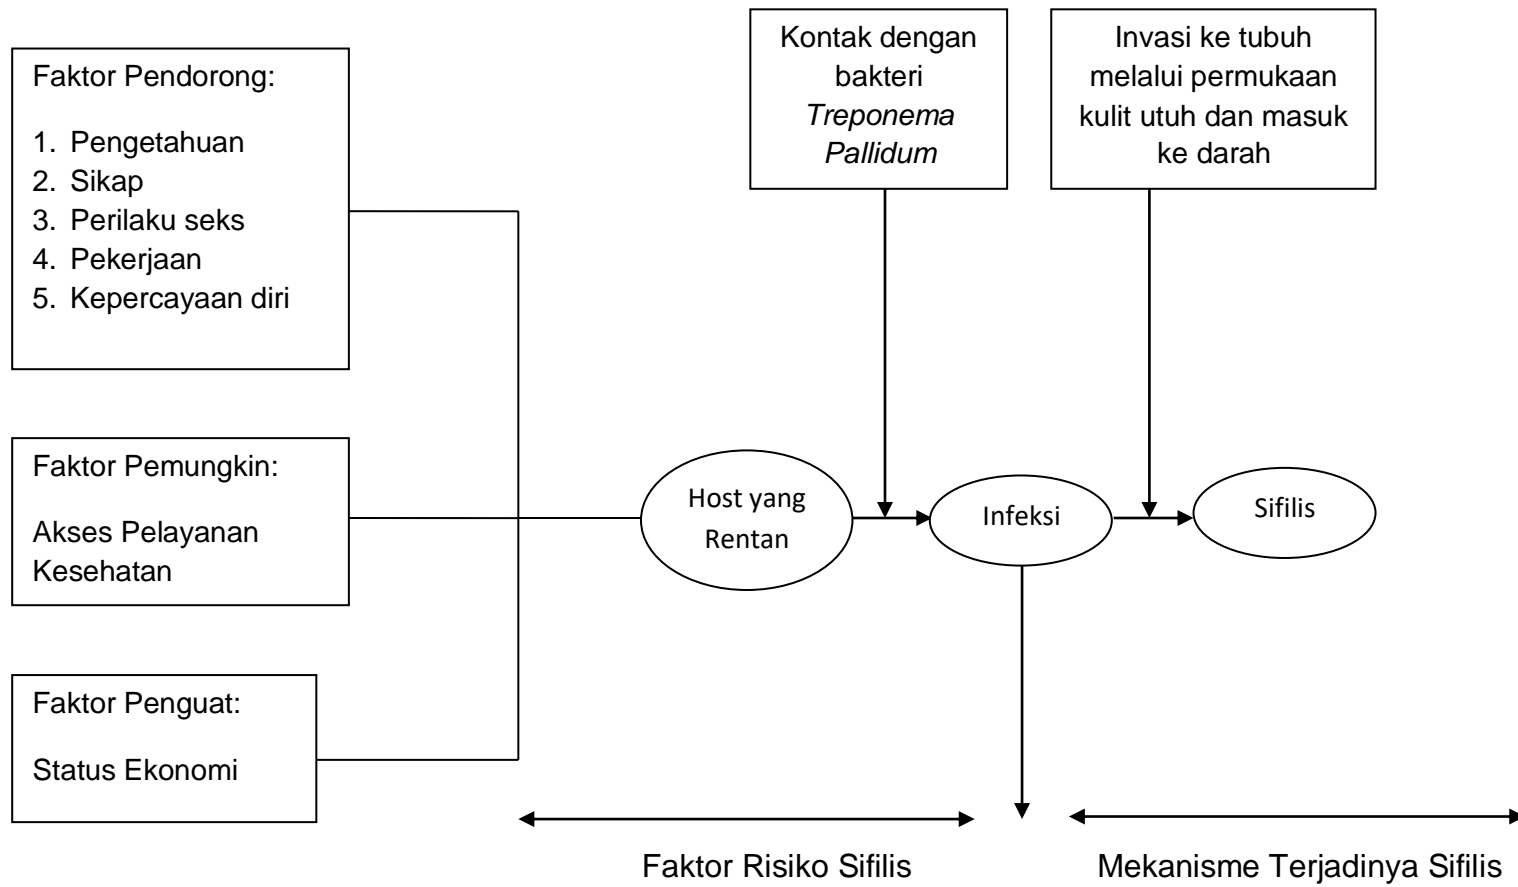 Faktor Pendorong:
1. Pengetahuan
2. Sikap
3. Perilaku seks
4. Pekerjaan
5. Kepercayaan diri
Faktor Pemungkin:
Akses Pelayanan
Kesehatan
Faktor Penguat:
Status Ekonomi
Kontak dengan
bakteri
Treponema
Pallidum
Invasi ke tubuh
melalui permukaan
kulit utuh dan masuk
ke darah
Host yang
Rentan
Infeksi
Sifilis
Faktor Risiko Sifilis
Mekanisme Terjadinya Sifilis